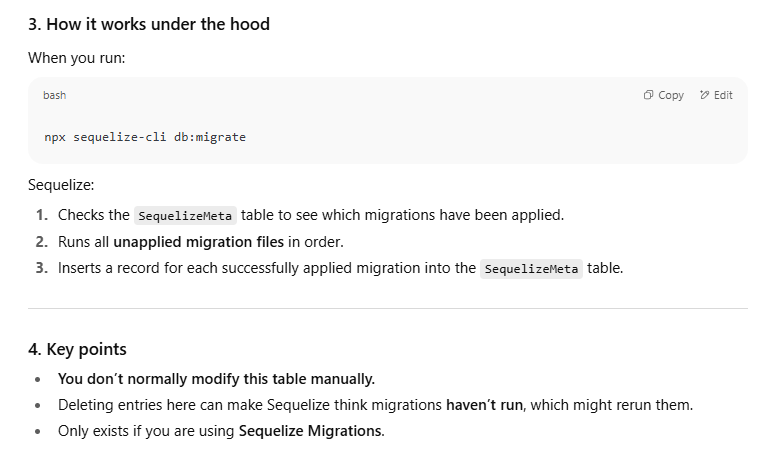 3. How it works under the hood
When you run:
bash
Copy
Edit
npx sequelize-cli db:migrate
Sequelize:
1. Checks the SequelizeMeta table to see which migrations have been applied.
2. Runs all unapplied migration files in order.
3. Inserts a record for each successfully applied migration into the SequelizeMeta table.
4. Key points
• You don’t normally modify this table manually.
• Deleting entries here can make Sequelize think migrations haven’t run, which might rerun them.
• Only exists if you are using Sequelize Migrations.